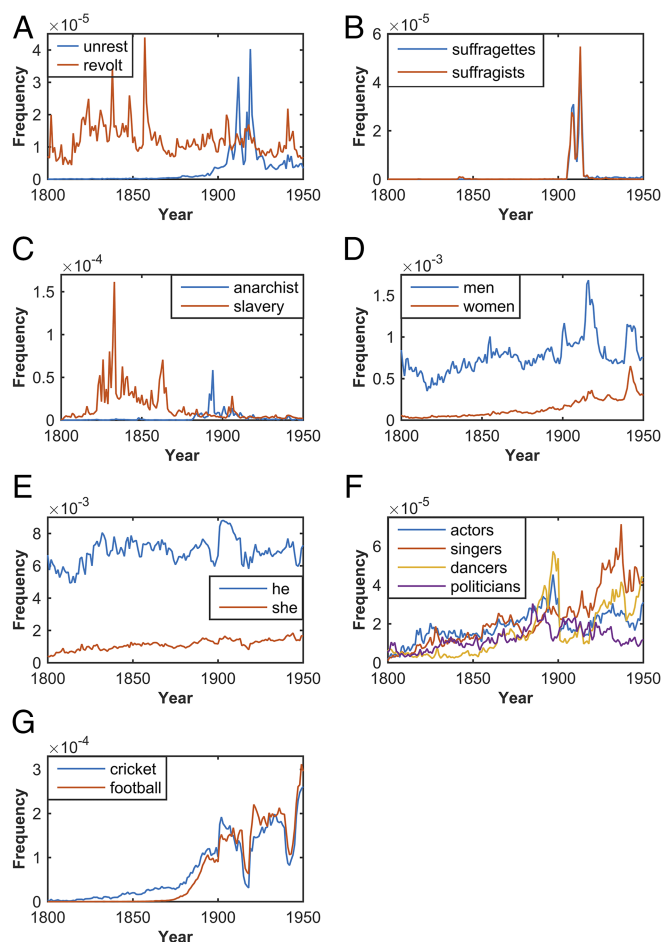 A
×10⁻⁵
unrest
revolt
Frequency
4
3
2
1
0
1800 1850 1900 1950
Year
B
×10⁻⁵
suffragettes
suffragists
Frequency
6
4
2
0
1800 1850 1900 1950
Year
C
×10⁻⁴
anarchist
slavery
Frequency
1.5
1
0.5
0
1800 1850 1900 1950
Year
D
×10⁻³
men
women
Frequency
1.5
1
0.5
0
1800 1850 1900 1950
Year
E
×10⁻³
he
she
Frequency
8
6
4
2
0
1800 1850 1900 1950
Year
F
×10⁻⁵
actors
singers
dancers
politicians
Frequency
6
4
2
0
1800 1850 1900 1950
Year
G
×10⁻⁴
cricket
football
Frequency
3
2
1
0
1800 1850 1900 1950
Year